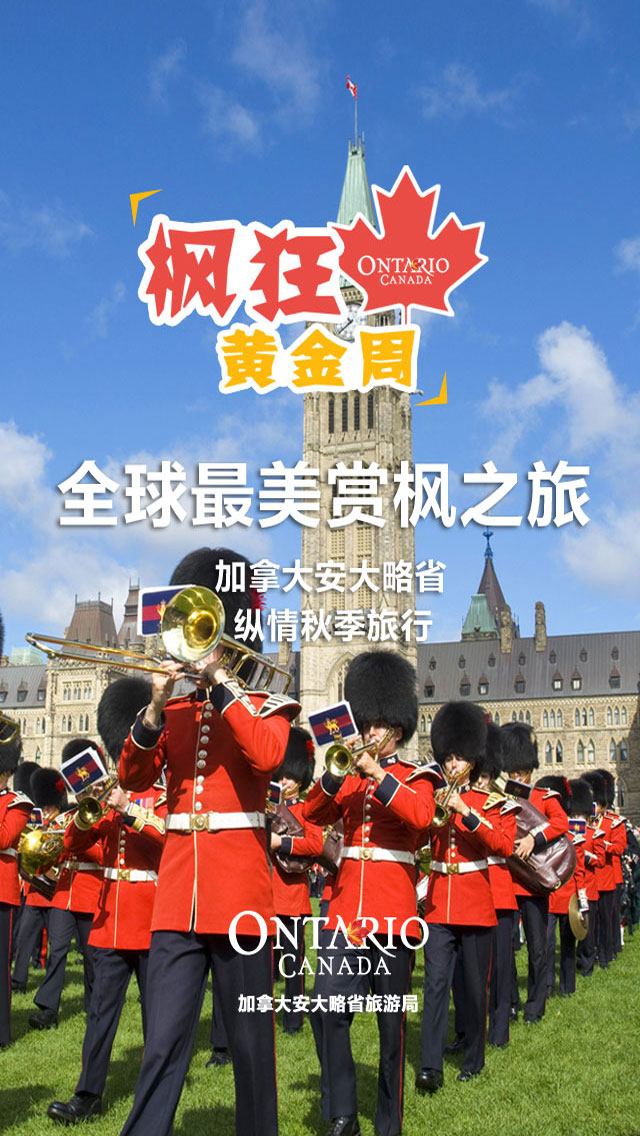 枫狂
ONTARIO
CANADA
黄金周
全球最美赏枫之旅
加拿大安大略省
纵情秋季旅行
ONTARIO
CANADA
加拿大安大略省旅游局